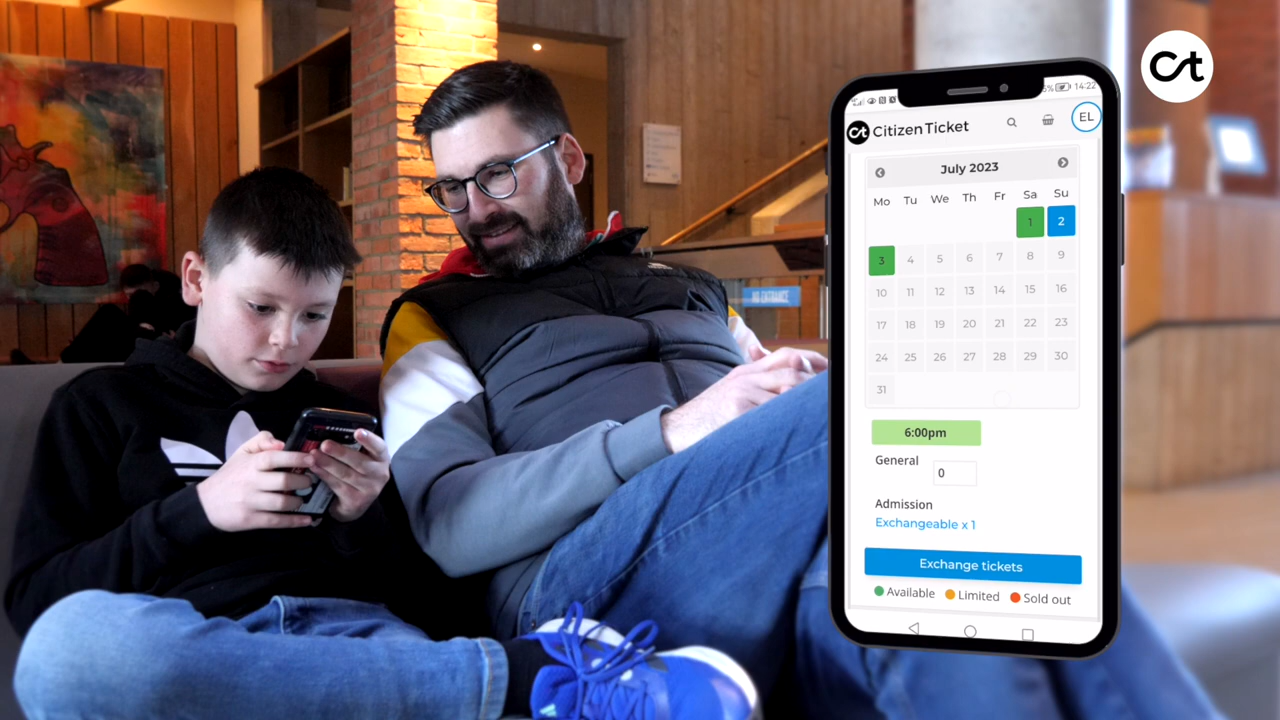 Ct
5% 14:22
Ct CitizenTicket EL
July 2023
Mo Tu We Th Fr Sa Su
1 2
3 4 5 6 7 8 9
10 11 12 13 14 15 16
17 18 19 20 21 22 23
24 25 26 27 28 29 30
31
6:00pm
General 0
Admission
Exchangeable x 1
Exchange tickets
Available Limited Sold out
NO ENTRANCE